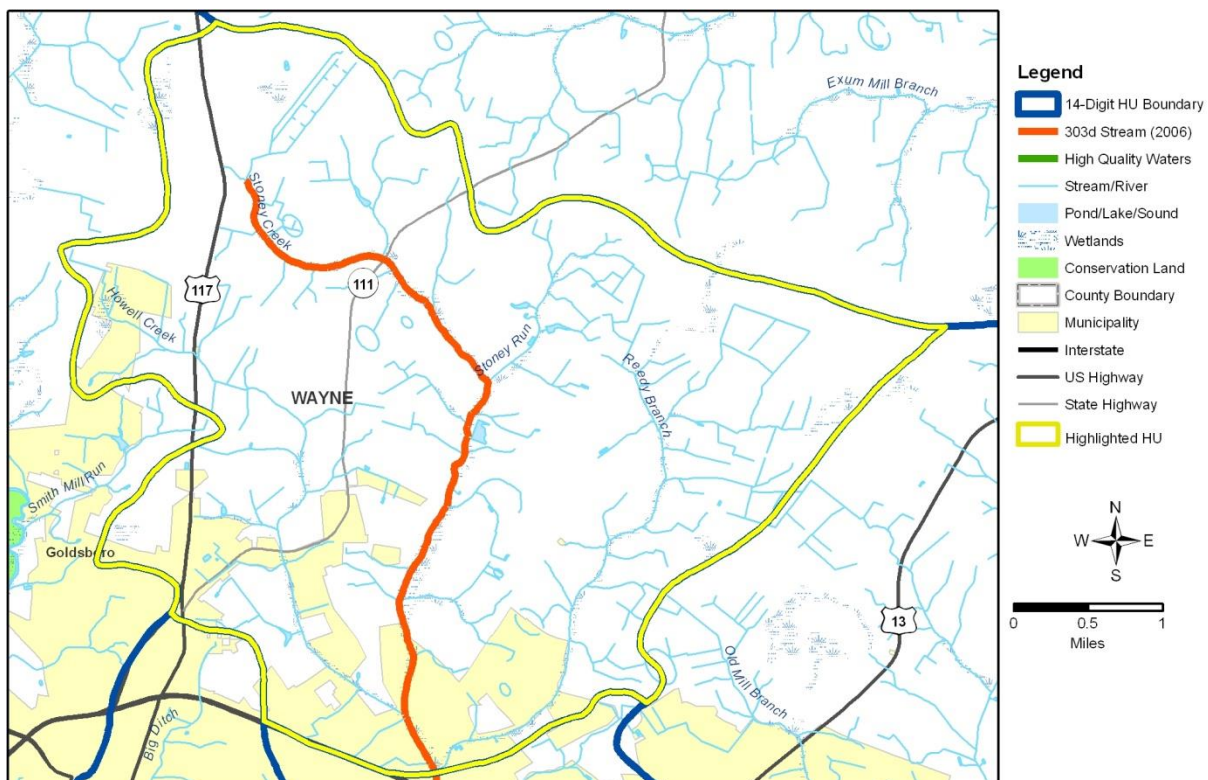 Exum Mill Branch
Stoney Creek
111
117
Howell Creek
Stoney Run
Reedy Branch
WAYNE
Smith Mill Run
Goldsboro
13
Old Mill Branch
Big Ditch
Legend
14-Digit HU Boundary
303d Stream (2006)
High Quality Waters
Stream/River
Pond/Lake/Sound
Wetlands
Conservation Land
County Boundary
Municipality
Interstate
US Highway
State Highway
Highlighted HU
N
W E
S
0 0.5 1
Miles